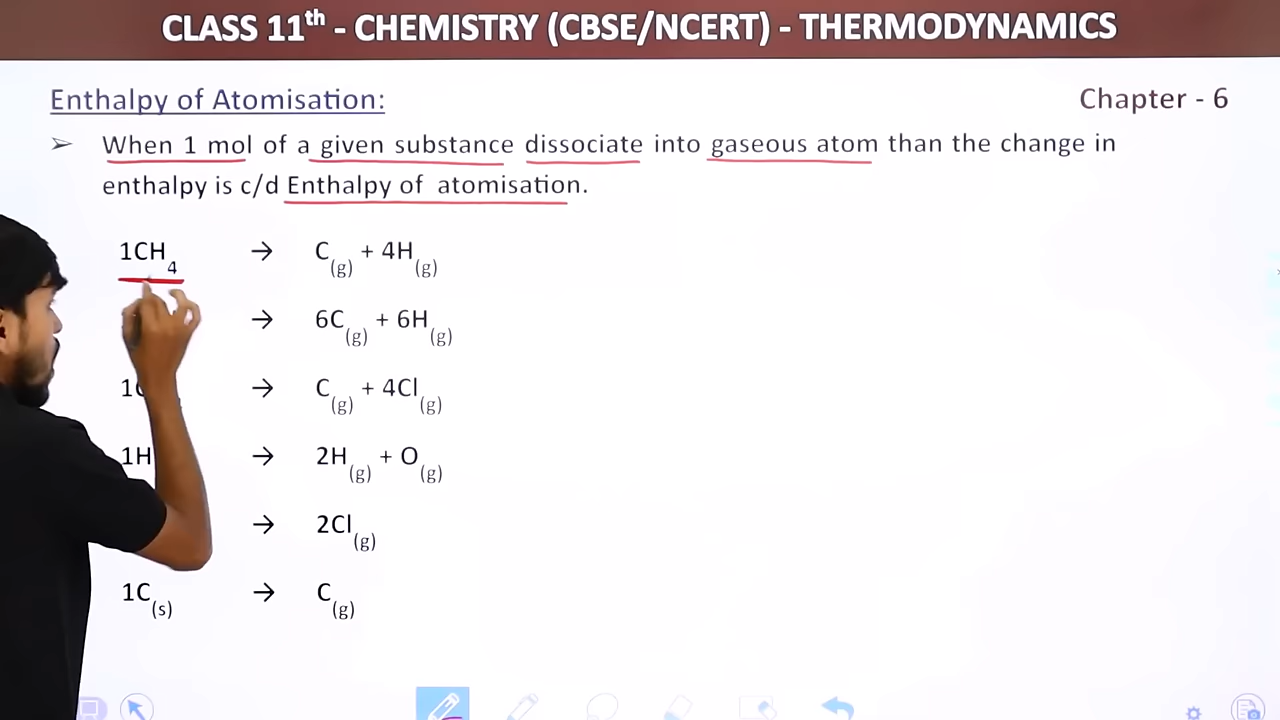 CLASS 11th - CHEMISTRY (CBSE/NCERT) - THERMODYNAMICS
Enthalpy of Atomisation: Chapter - 6
➢ When 1 mol of a given substance dissociate into gaseous atom than the change in
enthalpy is c/d Enthalpy of atomisation.
1CH4 → C(g) + 4H(g)
→ 6C(g) + 6H(g)
→ C(g) + 4Cl(g)
1H → 2H(g) + O(g)
→ 2Cl(g)
1C(s) → C(g)